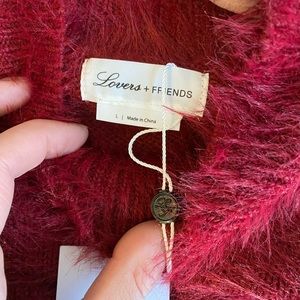 Lovers + FRIENDS
L | Made in China